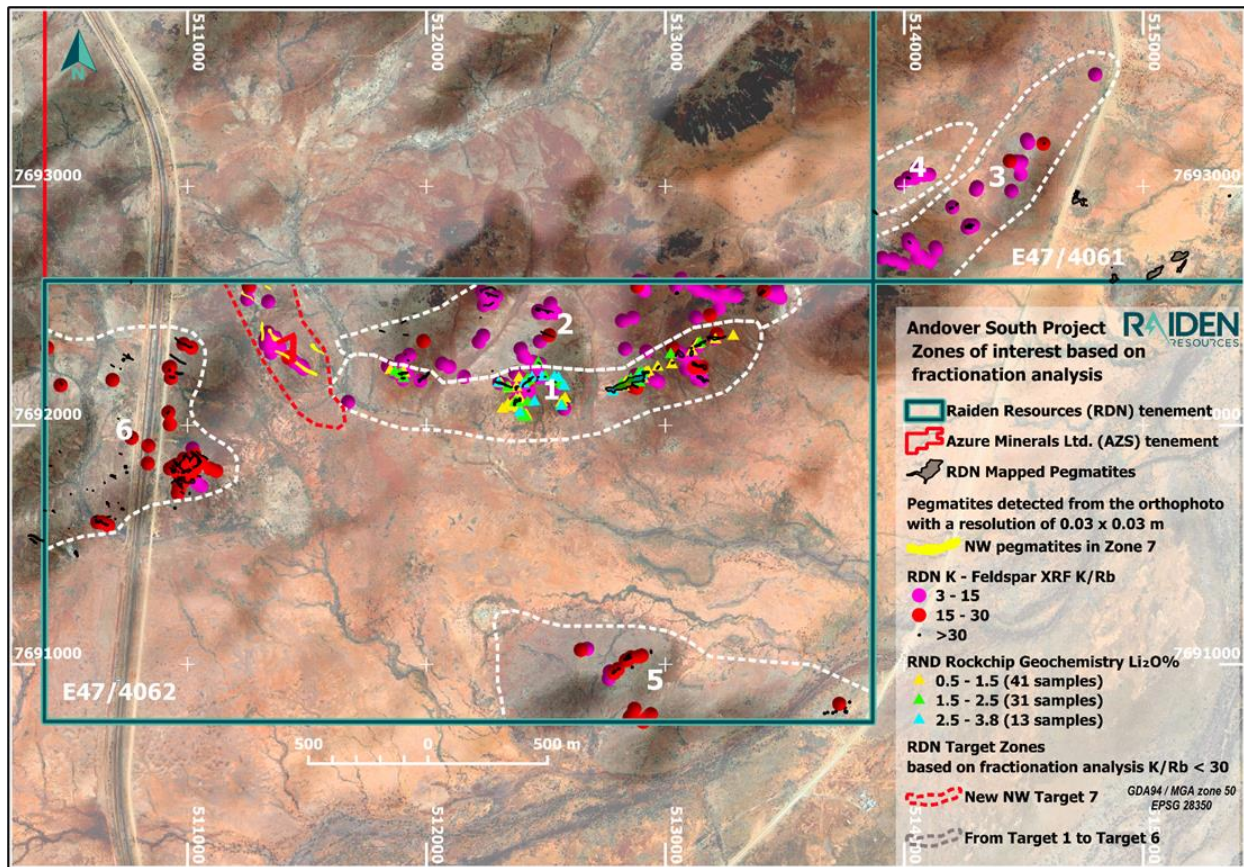 N
511000
512000
513000
514000
515000
7693000
7693000
4
3
E47/4061
2
1
7692000
6
7691000
7691000
5
E47/4062
500 0 500 m
511000
512000
513000
Andover South Project
Zones of interest based on
fractionation analysis
RAIDEN
RESOURCES
Raiden Resources (RDN) tenement
Azure Minerals Ltd. (AZS) tenement
RDN Mapped Pegmatites
Pegmatites detected from the orthophoto
with a resolution of 0.03 x 0.03 m
NW pegmatites in Zone 7
RDN K - Feldspar XRF K/Rb
3 - 15
15 - 30
>30
RND Rockchip Geochemistry Li₂O%
0.5 - 1.5 (41 samples)
1.5 - 2.5 (31 samples)
2.5 - 3.8 (13 samples)
RDN Target Zones
based on fractionation analysis K/Rb < 30
New NW Target 7
GDA94 / MGA zone 50
EPSG 28350
From Target 1 to Target 6